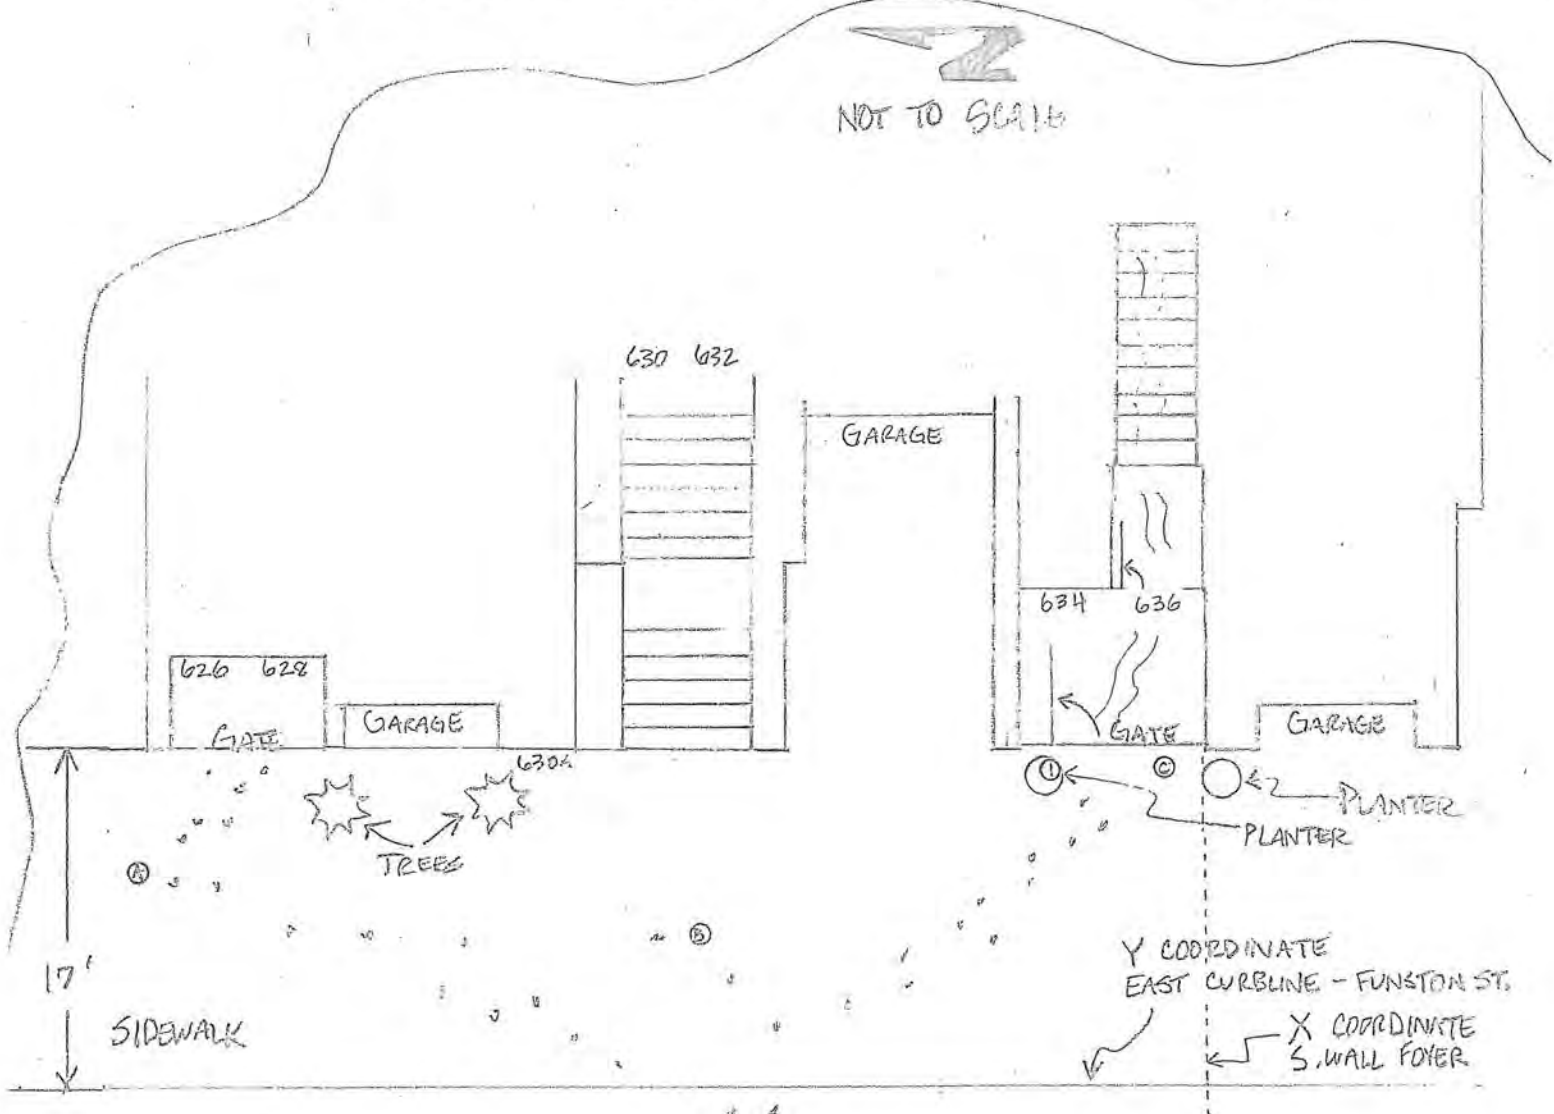 N
NOT TO SCALE
630 632
GARAGE
634 636
626 628
GATE
GARAGE
630A
GATE
GARAGE
1
C
PLANTER
PLANTER
TREES
A
B
17'
SIDEWALK
Y COORDINATE
EAST CURBLINE - FUNSTON ST.
X COORDINATE
S. WALL FOYER